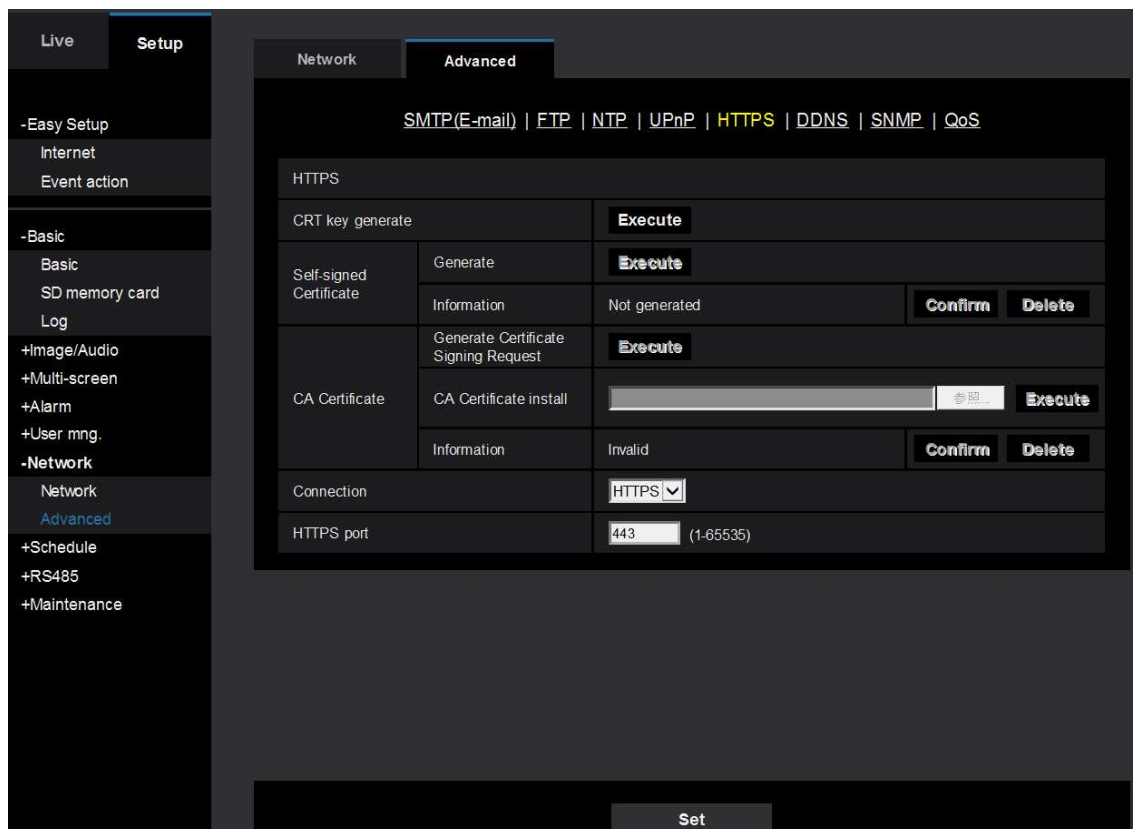 Live
Setup
-Easy Setup
Internet
Event action
-Basic
Basic
SD memory card
Log
+Image/Audio
+Multi-screen
+Alarm
+User mng.
-Network
Network
Advanced
+Schedule
+RS485
+Maintenance
Network
Advanced
SMTP(E-mail) | FTP | NTP | UPnP | HTTPS | DDNS | SNMP | QoS
HTTPS
CRT key generate
Execute
Self-signed
Certificate
Generate
Execute
Information
Not generated
Confirm
Delete
CA Certificate
Generate Certificate
Signing Request
Execute
CA Certificate install
参照...
Execute
Information
Invalid
Confirm
Delete
Connection
HTTPS
HTTPS port
443
(1-65535)
Set